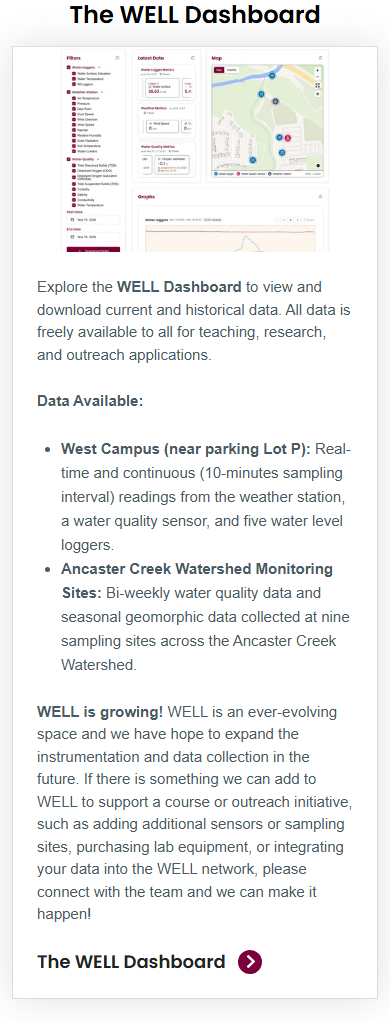 The WELL Dashboard
Filters
Latest Data
Map
Water Loggers
Water Surface Elevation
Water Temperature
Weather Station
Air Temperature
Pressure
Dew Point
Gust Speed
Wind Direction
Wind Speed
Rainfall
Relative Humidity
Solar Radiation
Soil Temperature
Water Content
Water Quality
Total Dissolved Solids (TDS)
Total Suspended Solids (TSS)
Turbidity
Salinity
Conductivity
Water Temperature
Start Date
End Date
Water Logger Metrics
Weather Metrics
Wind Speed
Water Quality Metrics
Graphs
Water Loggers
Explore the WELL Dashboard to view and
download current and historical data. All data is
freely available to all for teaching, research,
and outreach applications.
Data Available:
• West Campus (near parking Lot P): Real-
time and continuous (10-minutes sampling
interval) readings from the weather station,
a water quality sensor, and five water level
loggers.
• Ancaster Creek Watershed Monitoring
Sites: Bi-weekly water quality data and
seasonal geomorphic data collected at nine
sampling sites across the Ancaster Creek
Watershed.
WELL is growing! WELL is an ever-evolving
space and we have hope to expand the
instrumentation and data collection in the
future. If there is something we can add to
WELL to support a course or outreach initiative,
such as adding additional sensors or sampling
sites, purchasing lab equipment, or integrating
your data into the WELL network, please
connect with the team and we can make it
happen!
The WELL Dashboard